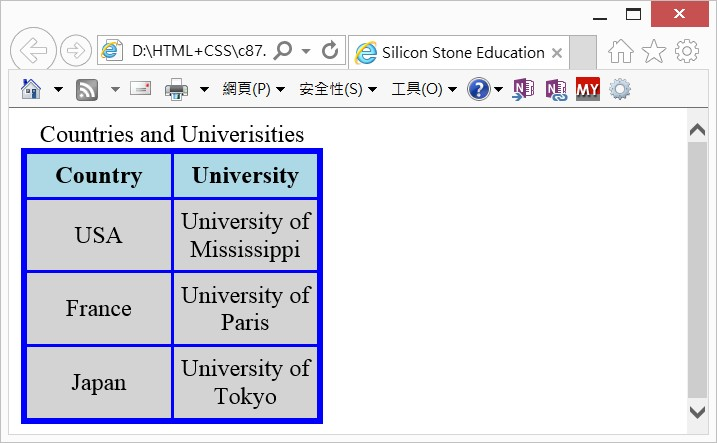 D:\HTML+CSS\c87.
Silicon Stone Education
網頁(P)
安全性(S)
工具(O)
?
N
N
MY
Countries and Univerisities
Country University
USA
University of
Mississippi
France
University of
Paris
Japan
University of
Tokyo